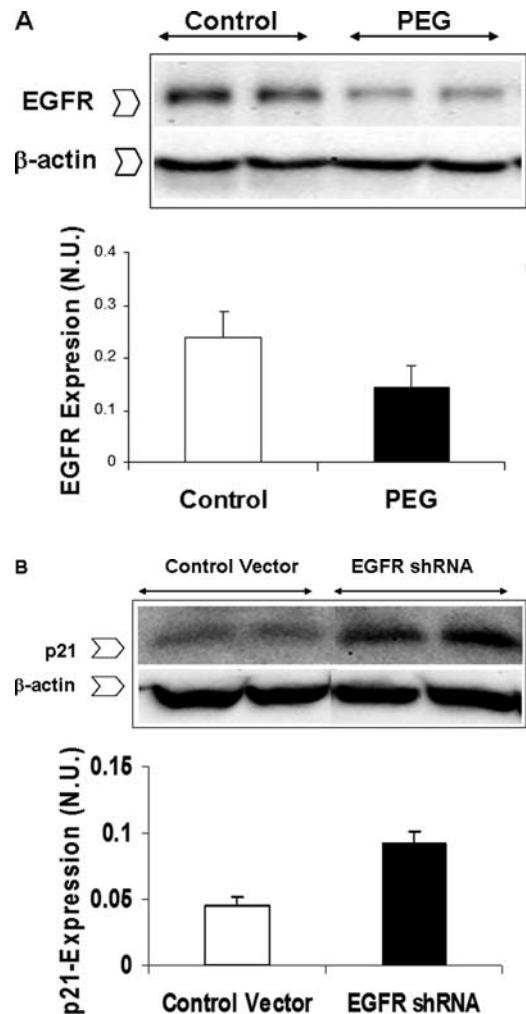 A
Control PEG
EGFR
β-actin
EGFR Expression (N.U.)
0.4
0.3
0.2
0.1
0
Control PEG
B
Control Vector EGFR shRNA
p21
β-actin
p21-Expression (N.U.)
0.15
0.1
0.05
0
Control Vector EGFR shRNA